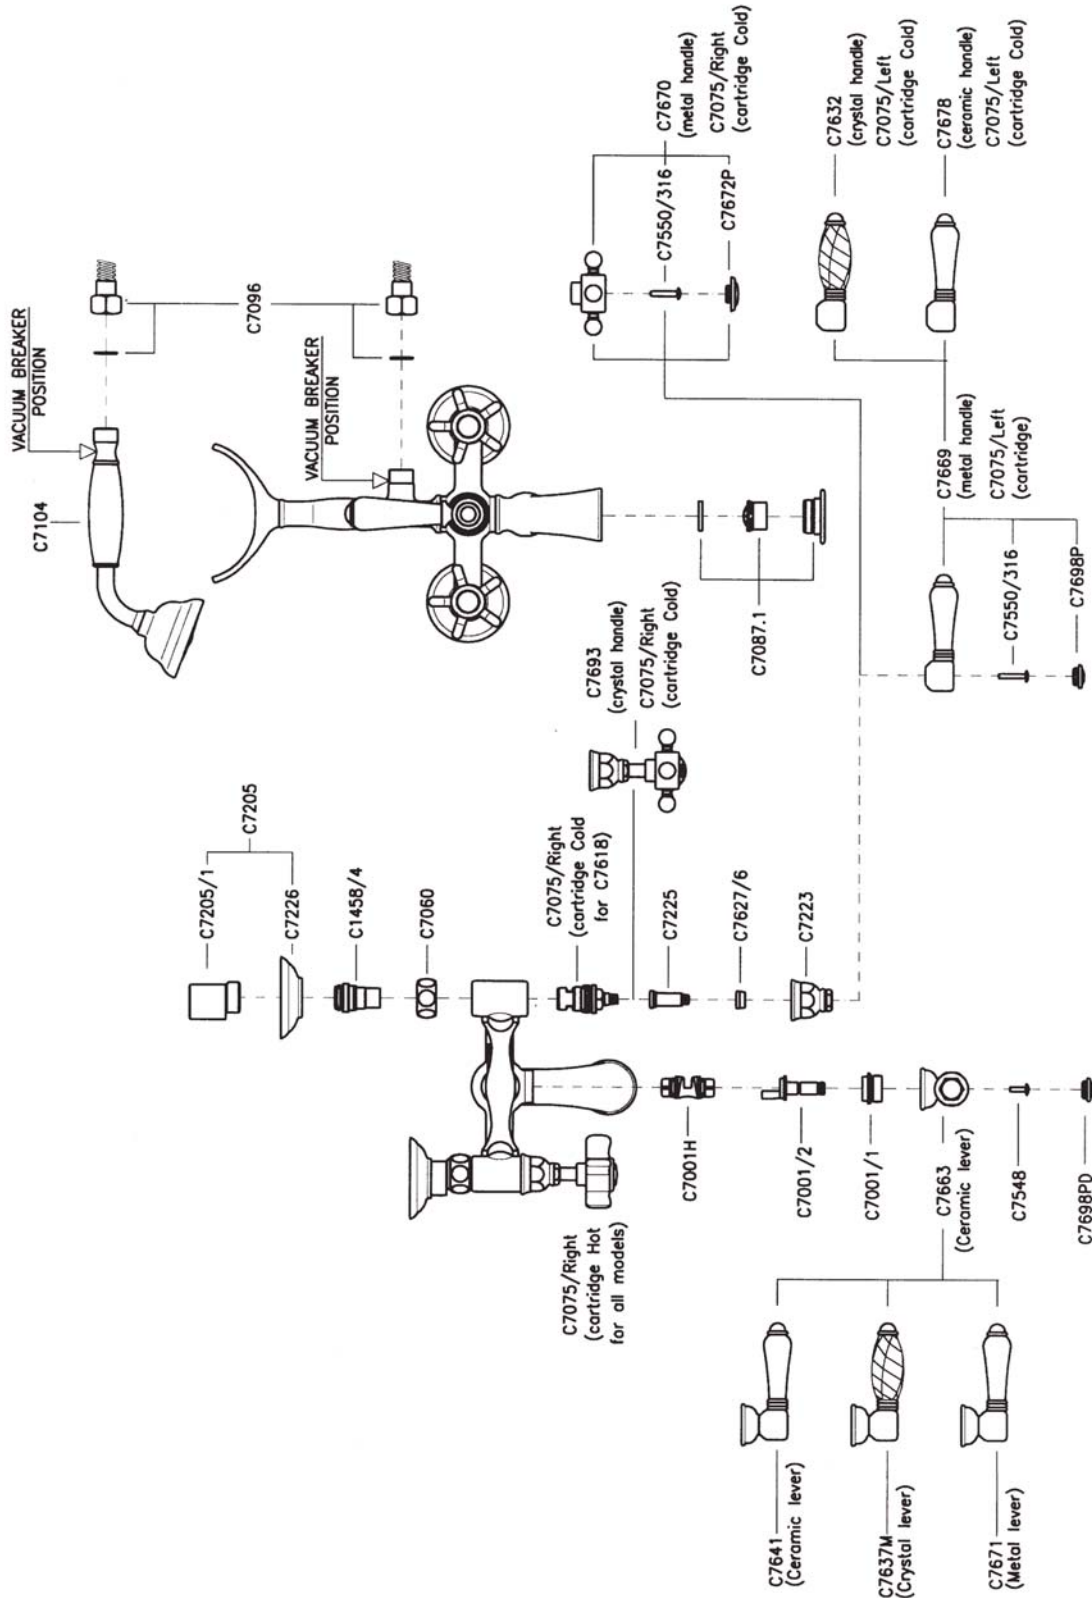 VACUUM BREAKER
POSITION
C7104
C7096
VACUUM BREAKER
POSITION
C7087.1
C7670
(metal handle)
C7075/Right
(cartridge Cold)
C7550/316
C7672P
C7632
(crystal handle)
C7075/Left
(cartridge Cold)
C7678
(ceramic handle)
C7075/Left
(cartridge Cold)
C7669
(metal handle)
C7075/Left
(cartridge)
C7550/316
C7698P
C7693
(crystal handle)
C7075/Right
(cartridge Cold)
C7205
C7205/1
C7226
C1458/4
C7060
C7075/Right
(cartridge Cold
for C7618)
C7225
C7627/6
C7223
C7075/Right
(cartridge Hot
for all models)
C7001H
C7001/2
C7001/1
C7663
(Ceramic lever)
C7548
C7698PD
C7641
(Ceramic lever)
C7637M
(Crystal lever)
C7671
(Metal lever)